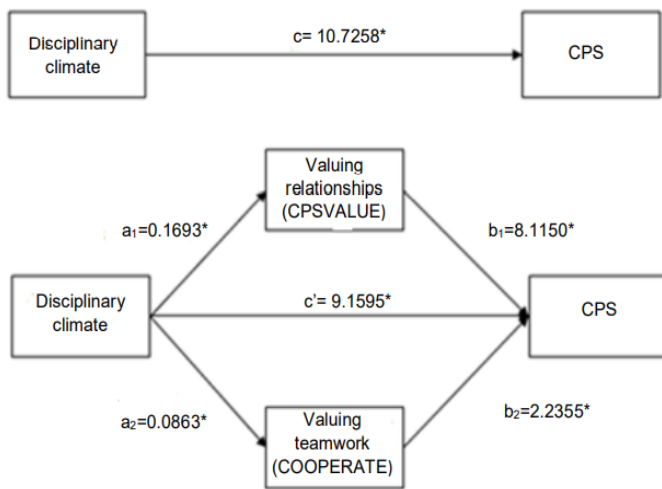 Disciplinary
climate
c= 10.7258*
CPS
Valuing
relationships
(CPSVALUE)
a₁=0.1693*
b₁=8.1150*
Disciplinary
climate
c'= 9.1595*
CPS
a₂=0.0863*
b₂=2.2355*
Valuing
teamwork
(COOPERATE)